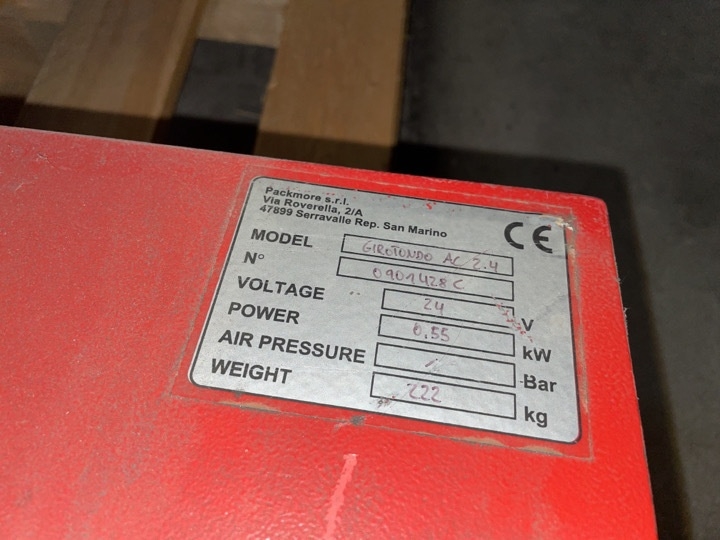 Packmore s.r.l.
Via Roverella, 2/A
47899 Serravalle Rep. San Marino
CE
MODEL GIROTONDO AC 2.4
N° 0901428C
VOLTAGE 24 V
POWER 0,55 kW
AIR PRESSURE / Bar
WEIGHT 222 kg